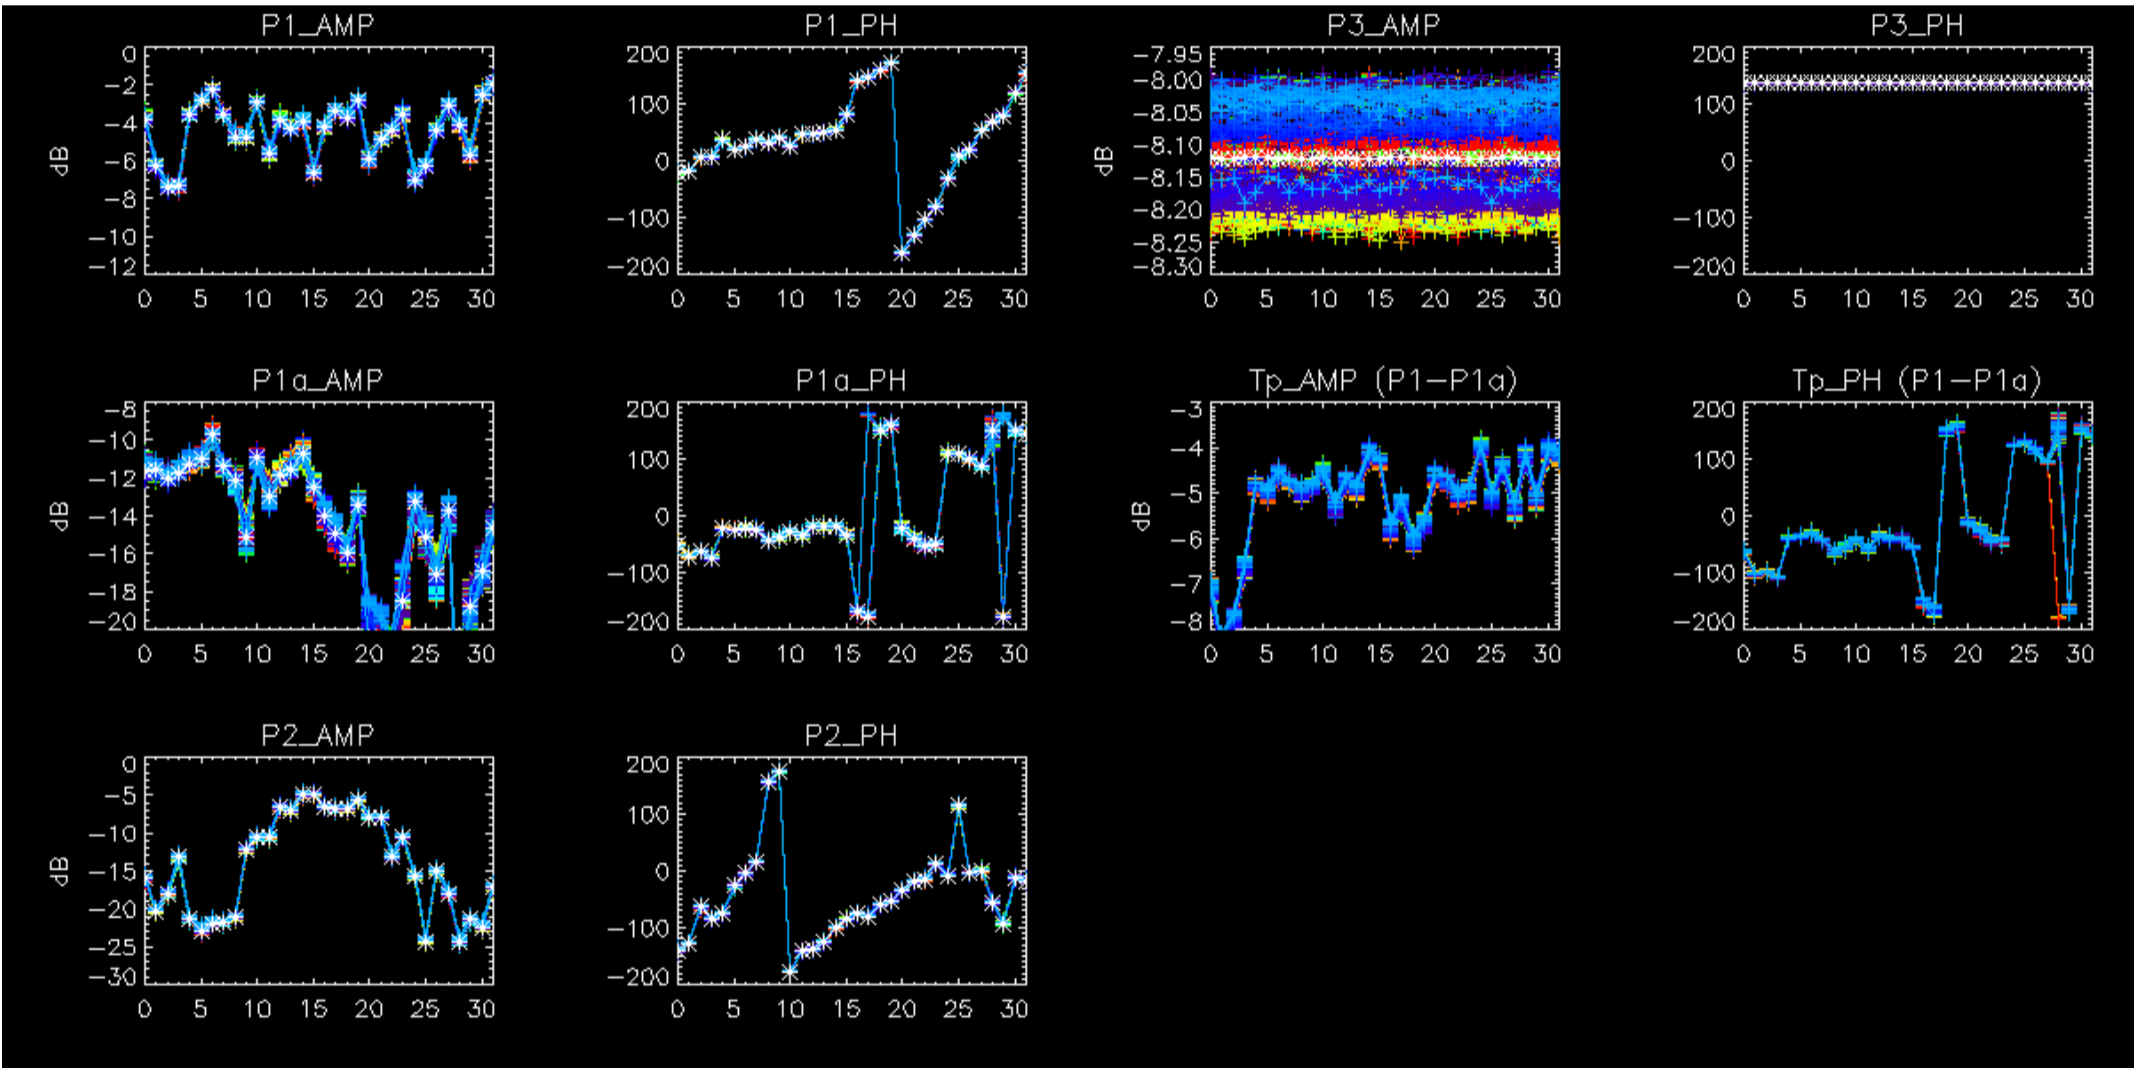 P1_AMP P1_PH P3_AMP P3_PH
0 200 -7.95 200
-2 -8.00
-4 100 -8.05 100
-6 0 -8.10 0
dB dB
-8 -8.15
-10 -100 -8.20 -100
-8.25
-12 -200 -8.30 -200
0 5 10 15 20 25 30 0 5 10 15 20 25 30 0 5 10 15 20 25 30 0 5 10 15 20 25 30
P1a_AMP P1a_PH Tp_AMP (P1-P1a) Tp_PH (P1-P1a)
-8 200 -3 200
-10 100 -4 100
-12
-14 0 -5 0
dB dB
-16 -100 -6 -100
-18 -7
-20 -200 -8 -200
0 5 10 15 20 25 30 0 5 10 15 20 25 30 0 5 10 15 20 25 30 0 5 10 15 20 25 30
P2_AMP P2_PH
0 200
-5 100
-10
-15 0
dB
-20 -100
-25
-30 -200
0 5 10 15 20 25 30 0 5 10 15 20 25 30